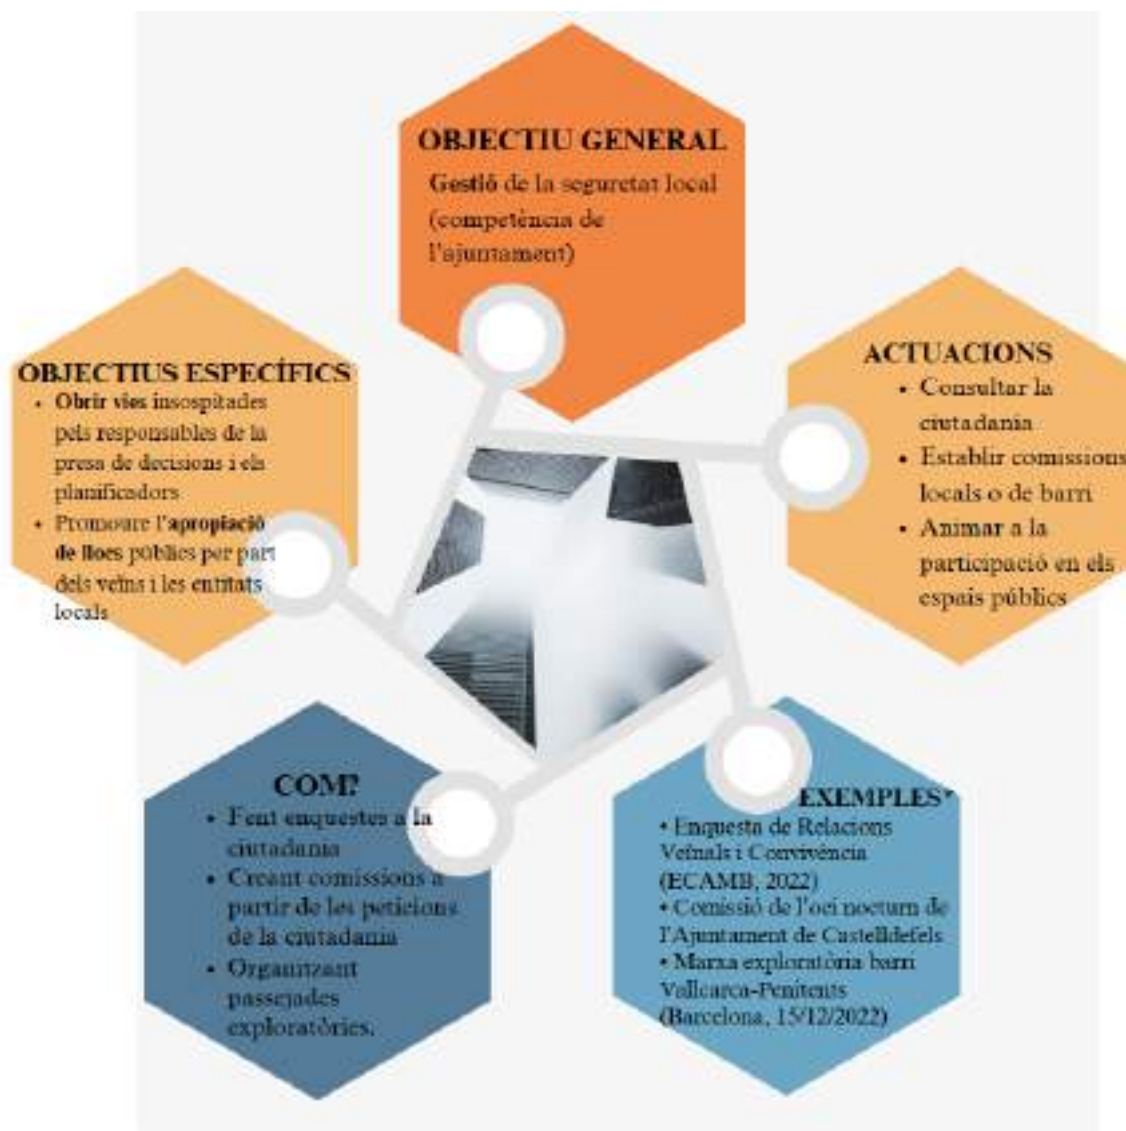 OBJECTIU GENERAL
Gestió de la seguretat local
(competència de
l'ajuntament)
OBJECTIUS ESPECÍFICS
• Obrir vies insospitades
pels responsables de la
presa de decisions i els
planificadors
• Promoure l'apropiació
de llocs públics per part
dels veïns i les entitats
locals
ACTUACIONS
• Consultar la
ciutadania
• Establir comissions
locals o de barri
• Animar a la
participació en els
espais públics
COM?
• Fent enquestes a la
ciutadania
• Creant comissions a
partir de les peticions
de la ciutadania
• Organitzant
passejades
exploratòries.
EXEMPLES*
• Enquesta de Relacions
Veïnals i Convivència
(ECAMB, 2022)
• Comissió de l'oci nocturn de
l'Ajuntament de Castelldefels
• Marxa exploratòria barri
Vallcarca-Penitents
(Barcelona, 15/12/2022)